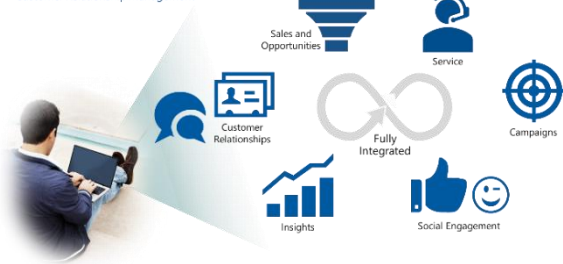 Sales and
Opportunities
Service
Customer
Relationships
Fully
Integrated
Campaigns
Insights
Social Engagement